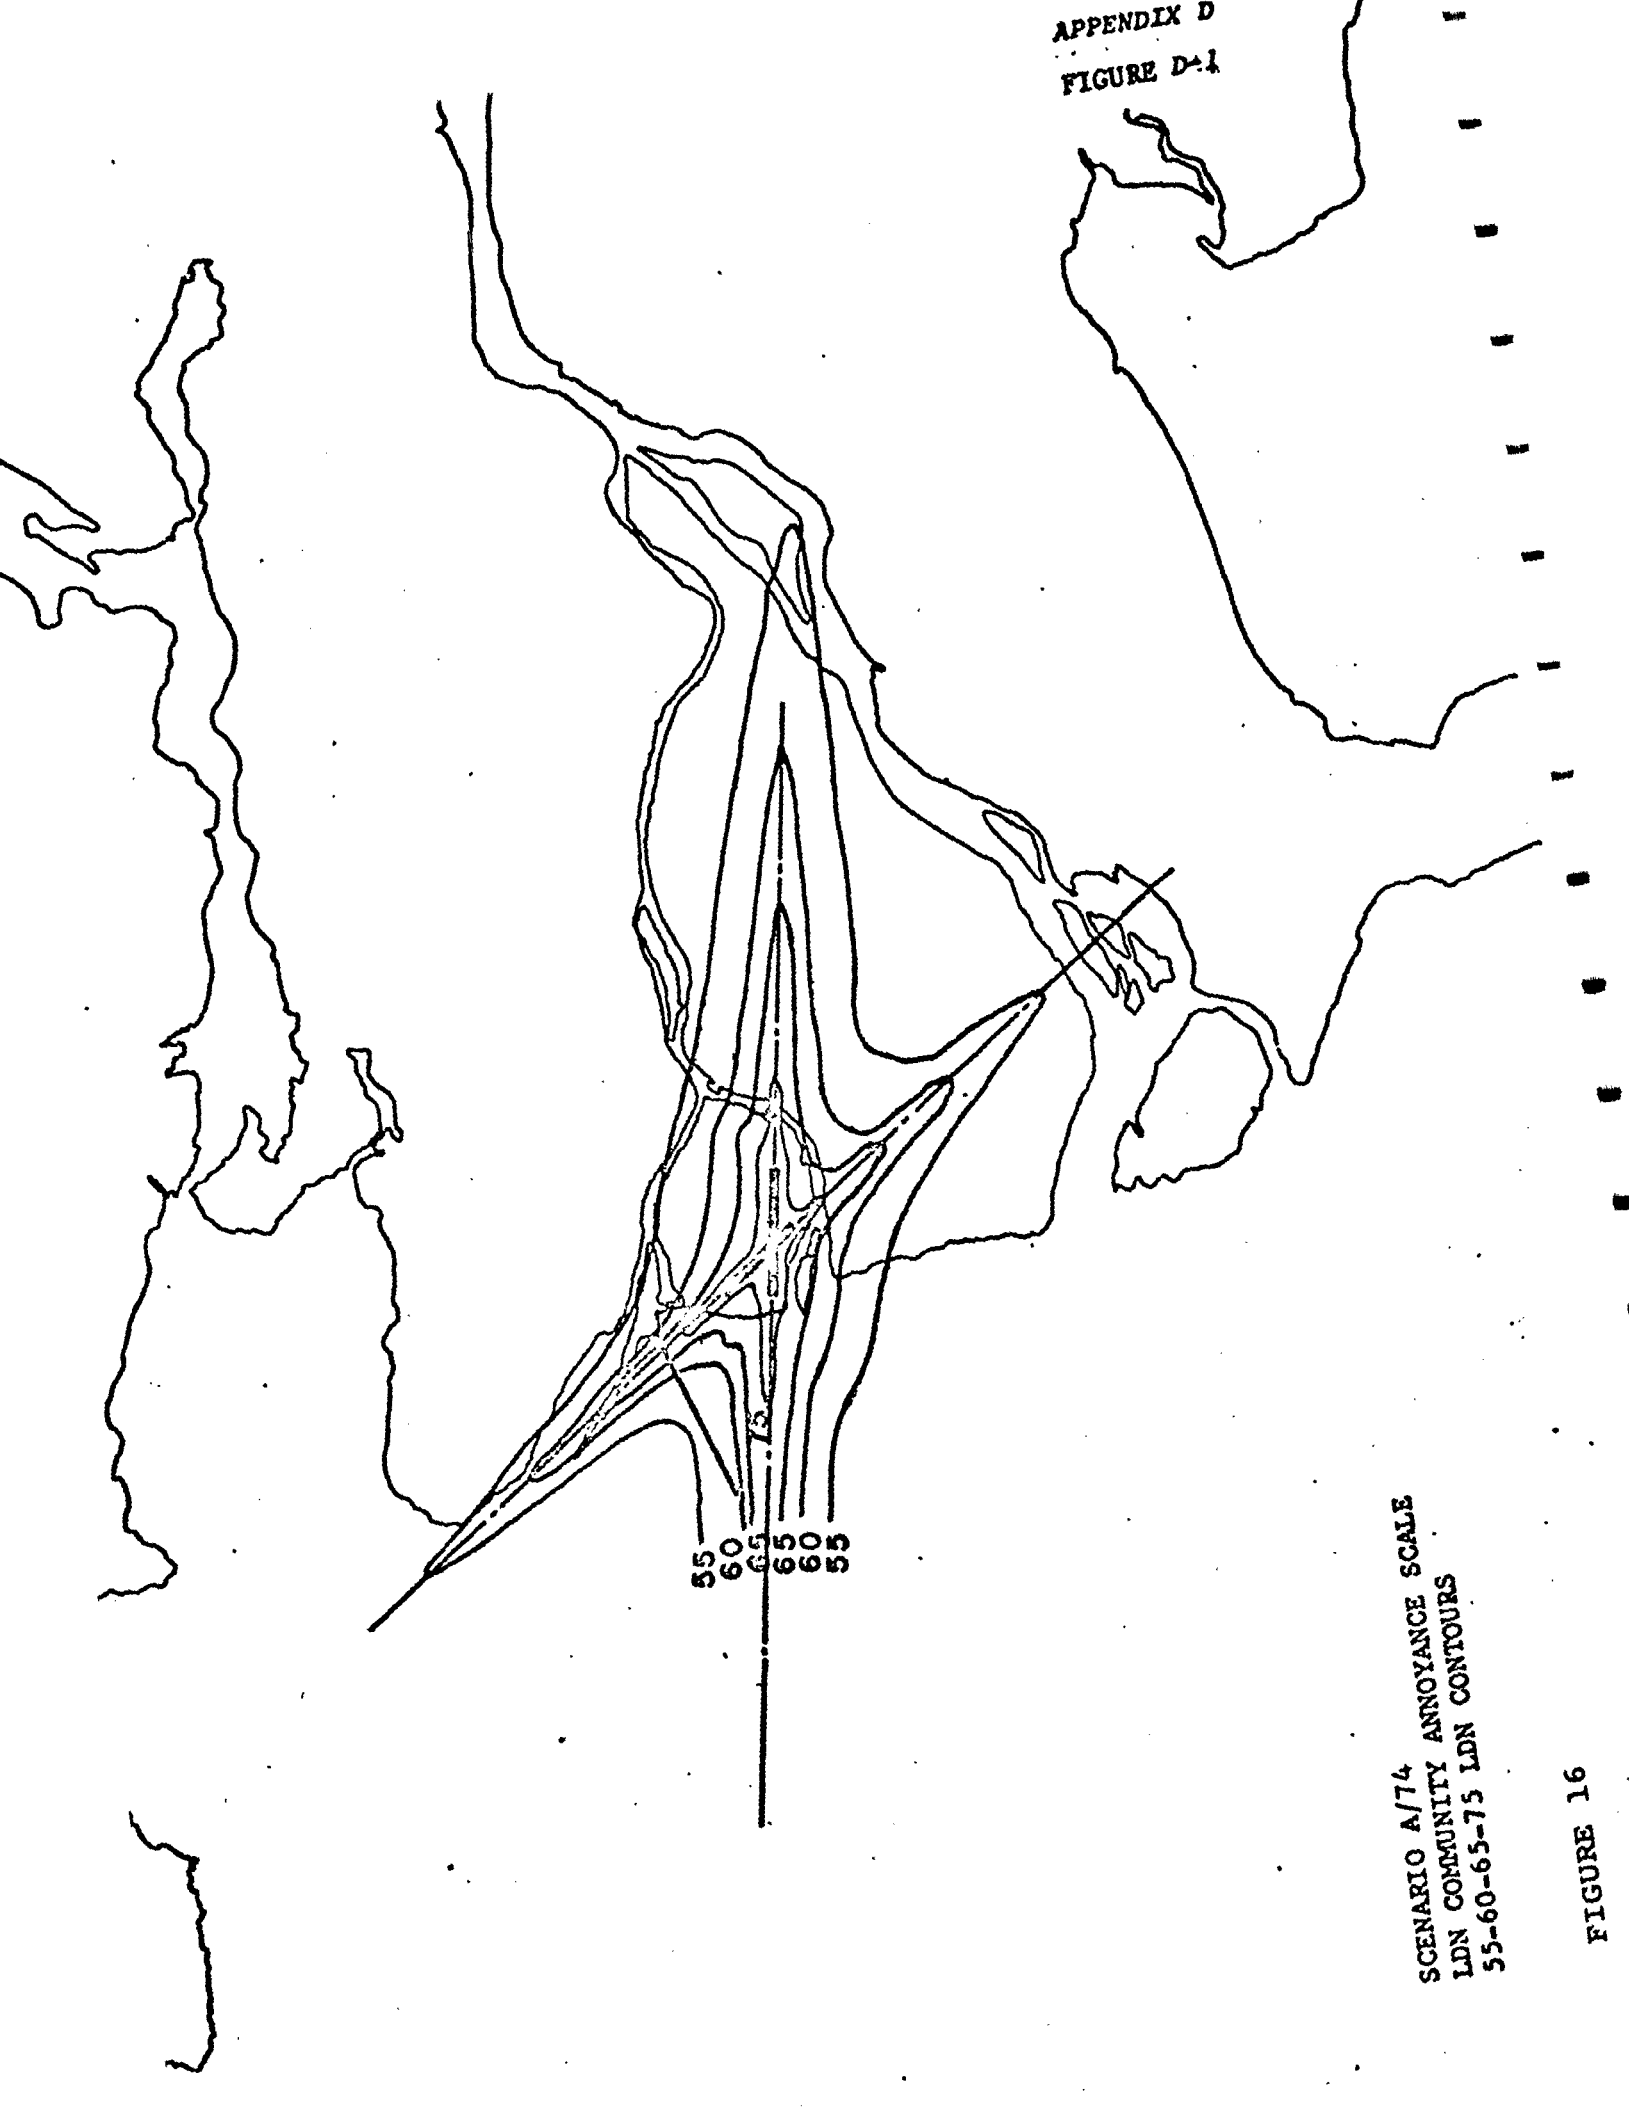 APPENDIX D
FIGURE D-1
75
55
60
65
65
60
55
SCENARIO A/74
LDN COMMUNITY ANNOYANCE SCALE
55-60-65-75 LDN CONTOURS
FIGURE 16